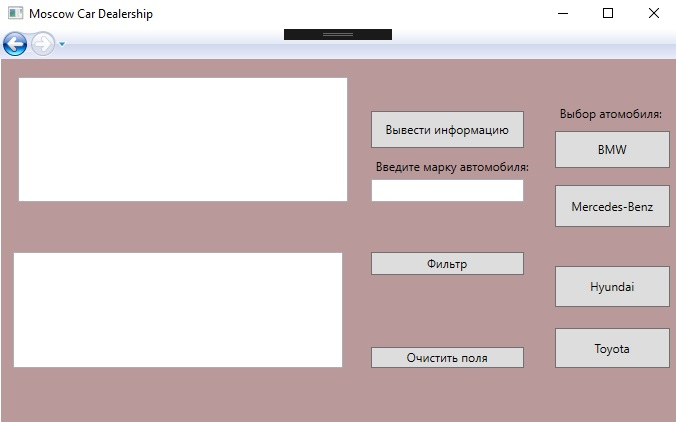 Moscow Car Dealership
Вывести информацию
Введите марку автомобиля:
Фильтр
Очистить поля
Выбор атомобиля:
BMW
Mercedes-Benz
Hyundai
Toyota